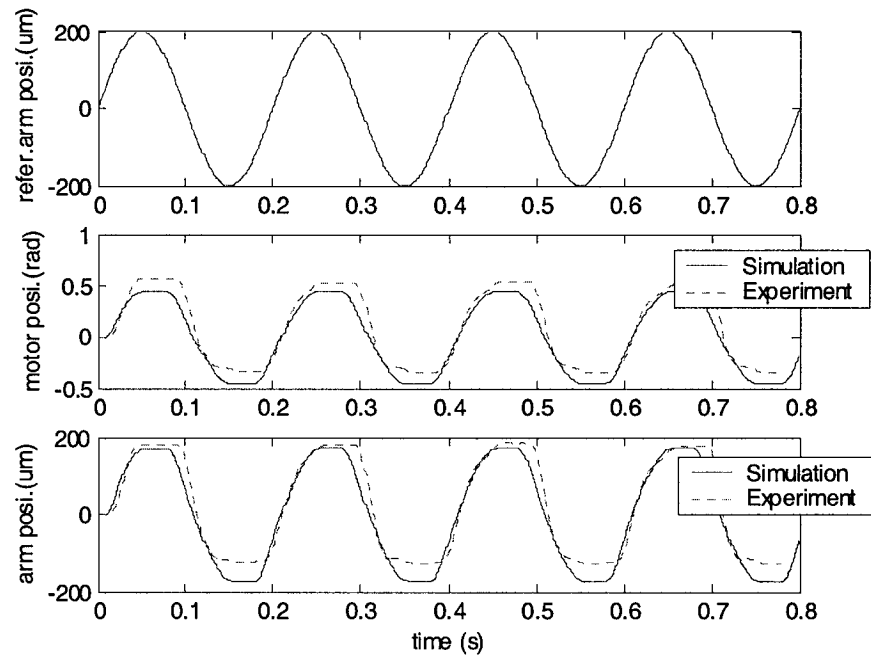 refer.arm posi.(um)
200
0
-200
0 0.1 0.2 0.3 0.4 0.5 0.6 0.7 0.8
motor posi.(rad)
1
0.5
0
-0.5
Simulation
Experiment
0 0.1 0.2 0.3 0.4 0.5 0.6 0.7 0.8
arm posi.(um)
200
0
-200
Simulation
Experiment
0 0.1 0.2 0.3 0.4 0.5 0.6 0.7 0.8
time (s)